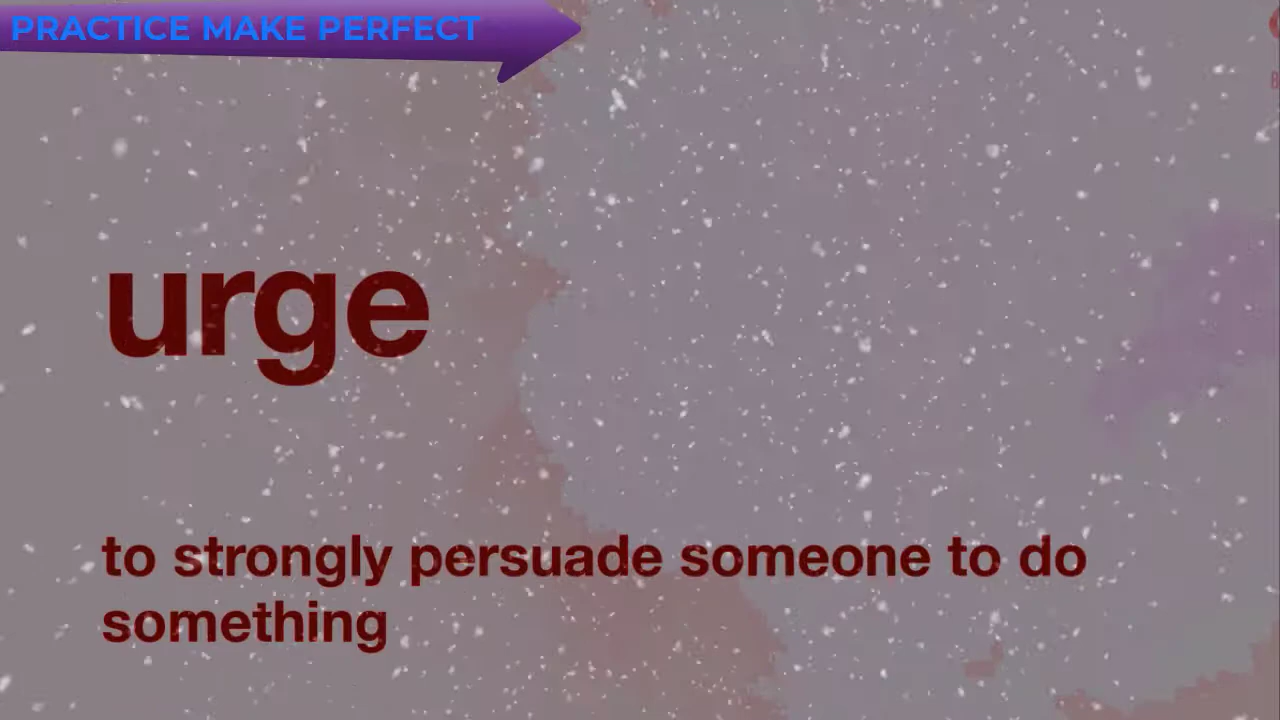 PRACTICE MAKE PERFECT
urge
to strongly persuade someone to do
something